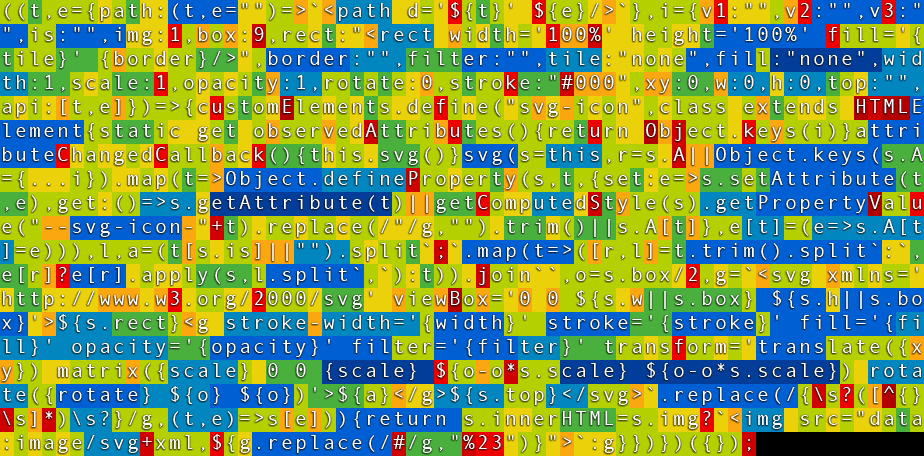 ((t,e={path:(t,e="")=>`<path d='${t}' ${e}/>`},i={v1:"",v2:"",v3:"
",is:"",img:1,box:9,rect:"<rect width='100%' height='100%' fill='{
tile}' {border}/>",border:"",filter:"",tile:"none",fill:"none",wid
th:1,scale:1,opacity:1,rotate:0,stroke:"#000",xy:0,w:0,h:0,top:"",
api:[t,e]})=>{customElements.define("svg-icon",class extends HTMLE
lement{static get observedAttributes(){return Object.keys(i)}attri
buteChangedCallback(){this.svg()}svg(s=this,r=s.A||Object.keys(s.A
={...i}).map(t=>Object.defineProperty(s,t,{set:e=>s.setAttribute(t
,e),get:()=>s.getAttribute(t)||getComputedStyle(s).getPropertyValu
e("--svg-icon-"+t).replace(/"/g,"").trim()||s.A[t]},e[t]=(e=>s.A[t
]=e))),l,a=(t[s.is]||"").split`;`.map(t=>([r,l]=t.trim().split`:`,
e[r]?e[r].apply(s,l.split`,`):t)).join``,o=s.box/2,g=`<svg xmlns='
http://www.w3.org/2000/svg' viewBox='0 0 ${s.w||s.box} ${s.h||s.bo
x}'>${s.rect}<g stroke-width='{width}' stroke='{stroke}' fill='{fi
ll}' opacity='{opacity}' filter='{filter}' transform='translate({x
y}) matrix({scale} 0 0 {scale} ${o-o*s.scale} ${o-o*s.scale}) rota
te({rotate} ${o} ${o})'>${a}</g>${s.top}</svg>`.replace(/{\s?([^{}
\s]*)\s?}/g,(t,e)=>s[e])){return s.innerHTML=s.img?`<img src="data
:image/svg+xml,${g.replace(/#/g,"%23")}">`:g}})})({});